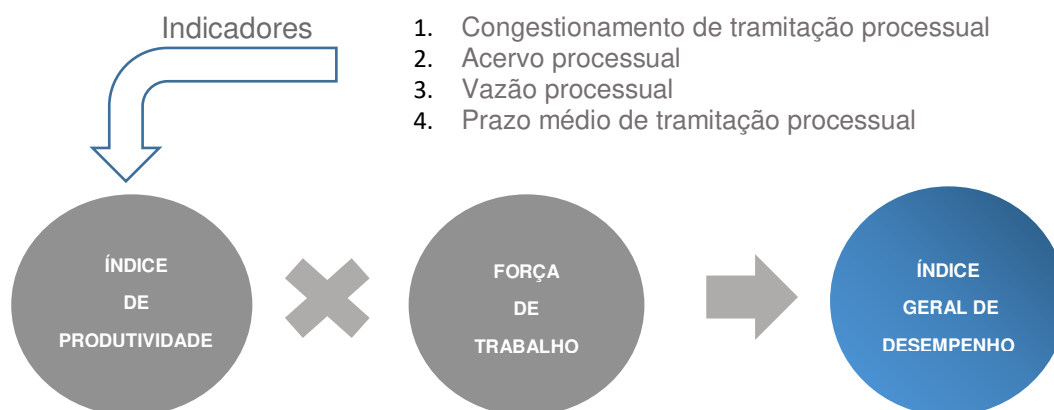 Indicadores
1. Congestionamento de tramitação processual
2. Acervo processual
3. Vazão processual
4. Prazo médio de tramitação processual
ÍNDICE
DE
PRODUTIVIDADE
FORÇA
DE
TRABALHO
ÍNDICE
GERAL DE
DESEMPENHO